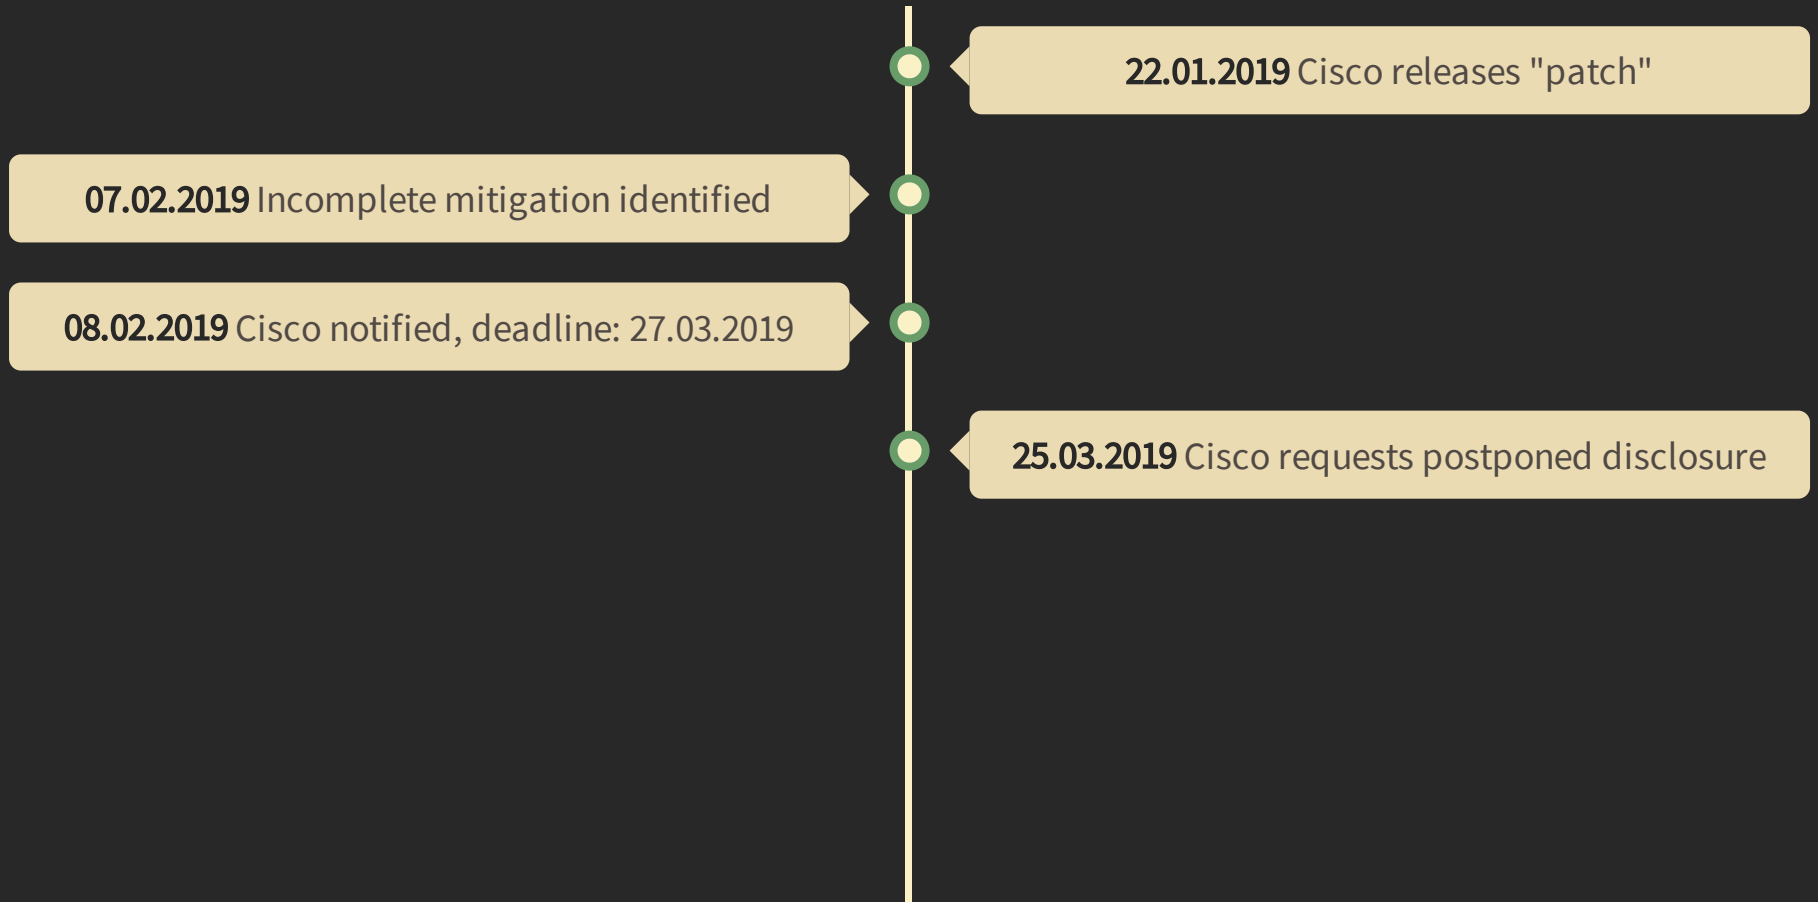 22.01.2019 Cisco releases "patch"
07.02.2019 Incomplete mitigation identified
08.02.2019 Cisco notified, deadline: 27.03.2019
25.03.2019 Cisco requests postponed disclosure